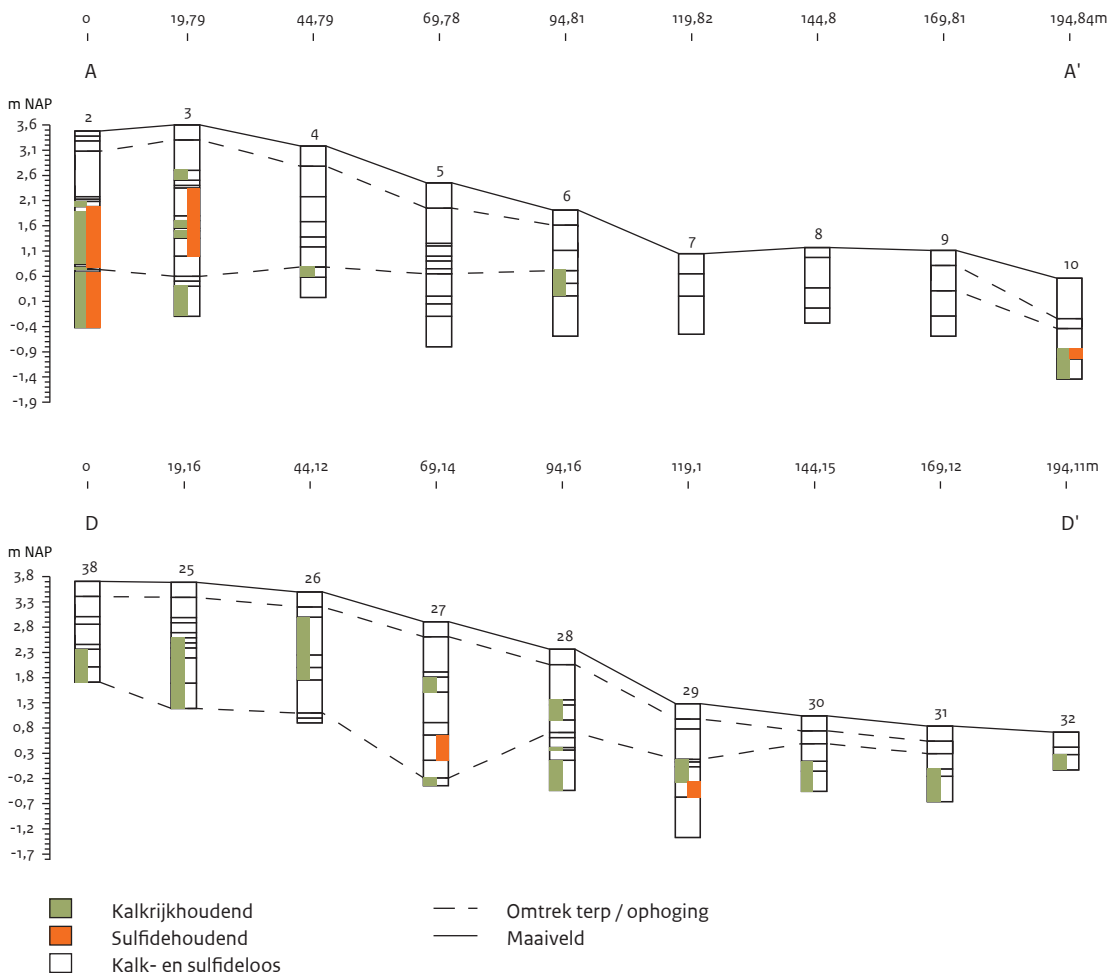 0 19,79 44,79 69,78 94,81 119,82 144,8 169,81 194,84m
A A'
m NAP
2 3 4 5 6 7 8 9 10
3,6
3,1
2,6
2,1
1,6
1,1
0,6
0,1
-0,4
-0,9
-1,4
-1,9
0 19,16 44,12 69,14 94,16 119,1 144,15 169,12 194,11m
D D'
m NAP
38 25 26 27 28 29 30 31 32
3,8
3,3
2,8
2,3
1,8
1,3
0,8
0,3
-0,2
-0,7
-1,2
-1,7
Kalkrijkhoudend
Sulfidehoudend
Kalk- en sulfideloos
Omtrek terp / ophoging
Maaiveld